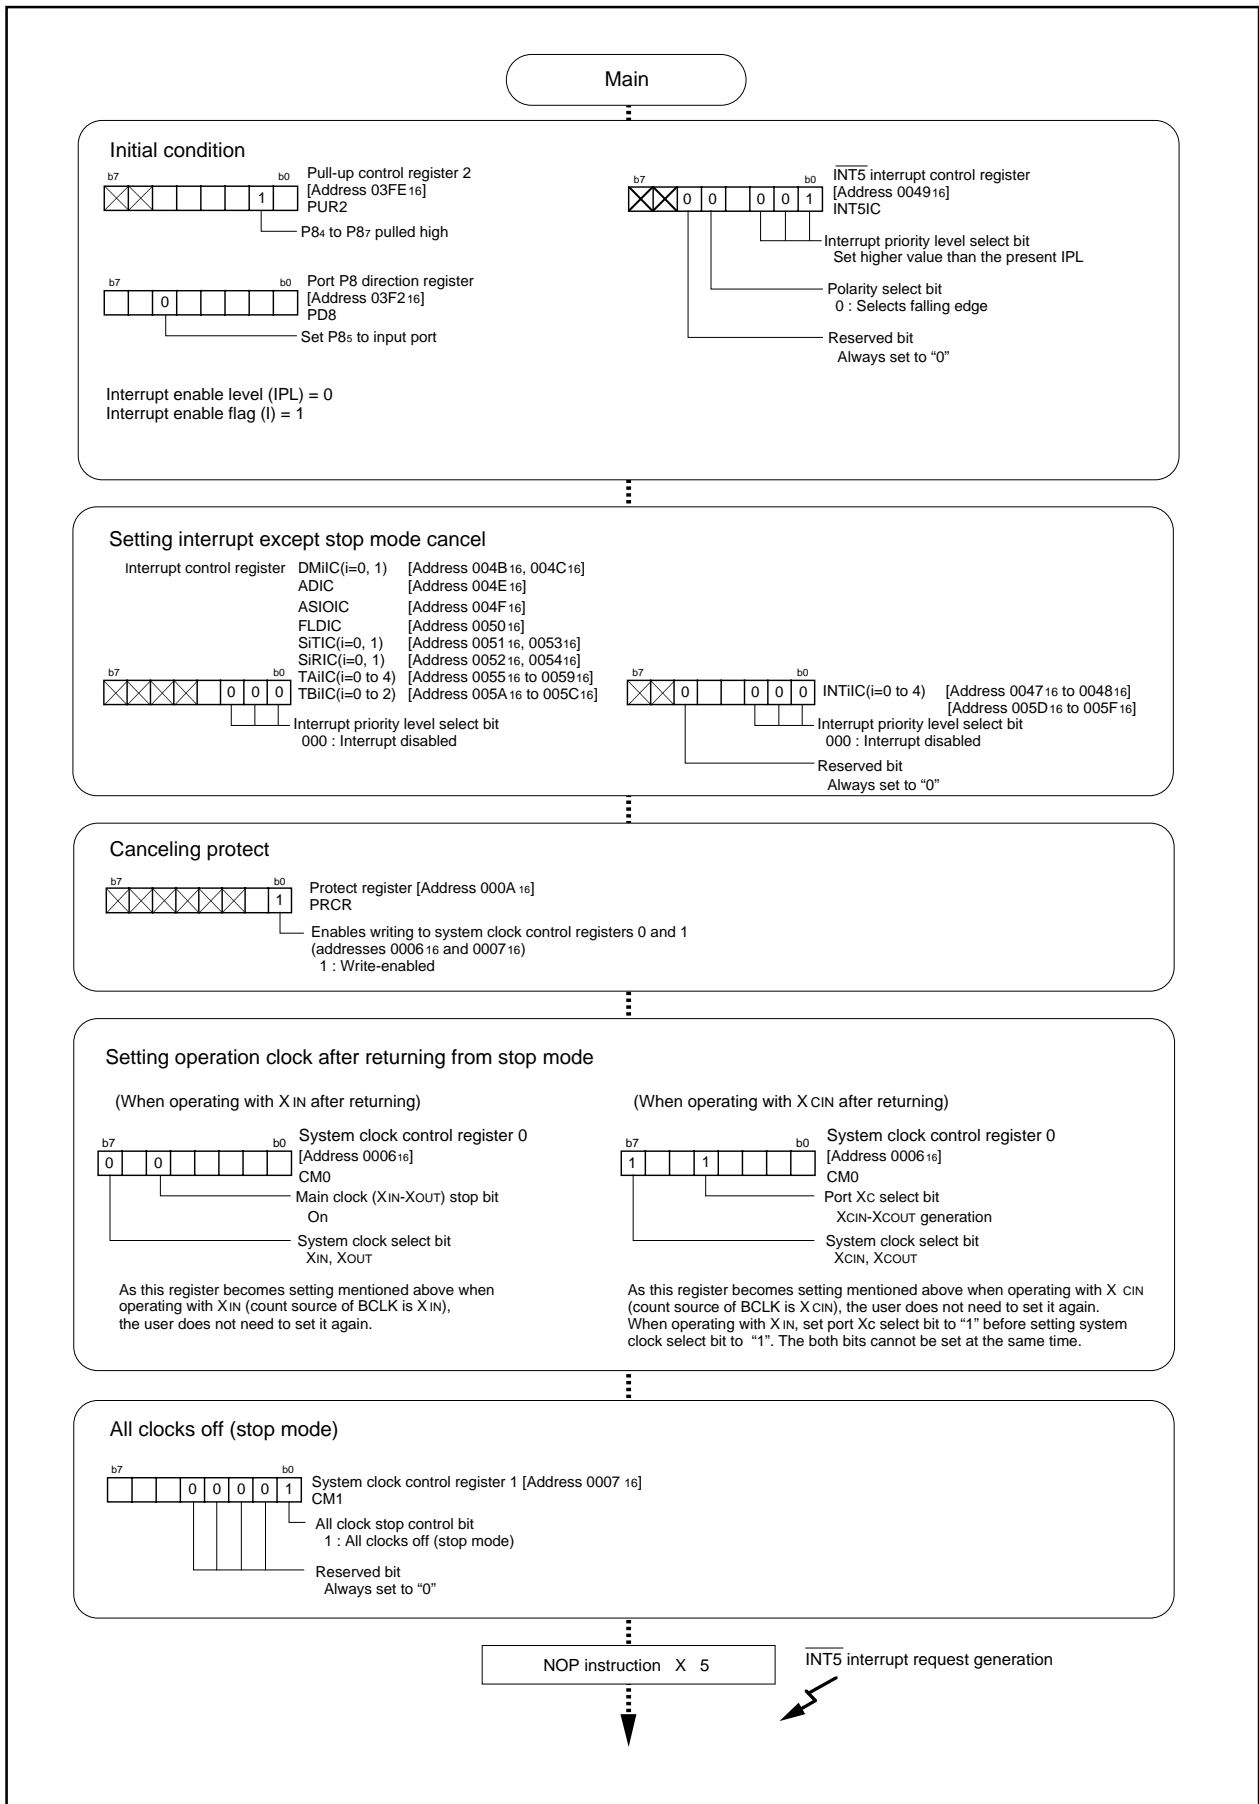 Main
Initial condition
b7 b0
1
Pull-up control register 2
[Address 03FE16]
PUR2
P84 to P87 pulled high
b7 b0
0
Port P8 direction register
[Address 03F216]
PD8
Set P85 to input port
Interrupt enable level (IPL) = 0
Interrupt enable flag (I) = 1
b7 b0
0 0 0 0 1
INT5 interrupt control register
[Address 004916]
INT5IC
Interrupt priority level select bit
Set higher value than the present IPL
Polarity select bit
0 : Selects falling edge
Reserved bit
Always set to “0”
Setting interrupt except stop mode cancel
Interrupt control register DMiIC(i=0, 1) [Address 004B16, 004C16]
ADIC [Address 004E16]
ASIOIC [Address 004F16]
FLDIC [Address 005016]
SiTIC(i=0, 1) [Address 005116, 005316]
SiRIC(i=0, 1) [Address 005216, 005416]
TAiIC(i=0 to 4) [Address 005516 to 005916]
TBiIC(i=0 to 2) [Address 005A16 to 005C16]
b7 b0
0 0 0
Interrupt priority level select bit
000 : Interrupt disabled
b7 b0
0 0 0 0
INTiIC(i=0 to 4) [Address 004716 to 004816]
[Address 005D16 to 005F16]
Interrupt priority level select bit
000 : Interrupt disabled
Reserved bit
Always set to “0”
Canceling protect
b7 b0
1
Protect register [Address 000A16]
PRCR
Enables writing to system clock control registers 0 and 1
(addresses 000616 and 000716)
1 : Write-enabled
Setting operation clock after returning from stop mode
(When operating with XIN after returning)
b7 b0
0 0
System clock control register 0
[Address 000616]
CM0
Main clock (XIN-XOUT) stop bit
On
System clock select bit
XIN, XOUT
As this register becomes setting mentioned above when
operating with XIN (count source of BCLK is XIN),
the user does not need to set it again.
(When operating with XCIN after returning)
b7 b0
1 1
System clock control register 0
[Address 000616]
CM0
Port XC select bit
XCIN-XCOUT generation
System clock select bit
XCIN, XCOUT
As this register becomes setting mentioned above when operating with XCIN
(count source of BCLK is XCIN), the user does not need to set it again.
When operating with XIN, set port Xc select bit to “1” before setting system
clock select bit to “1”. The both bits cannot be set at the same time.
All clocks off (stop mode)
b7 b0
0 0 0 0 1
System clock control register 1 [Address 000716]
CM1
All clock stop control bit
1 : All clocks off (stop mode)
Reserved bit
Always set to “0”
NOP instruction X 5
INT5 interrupt request generation